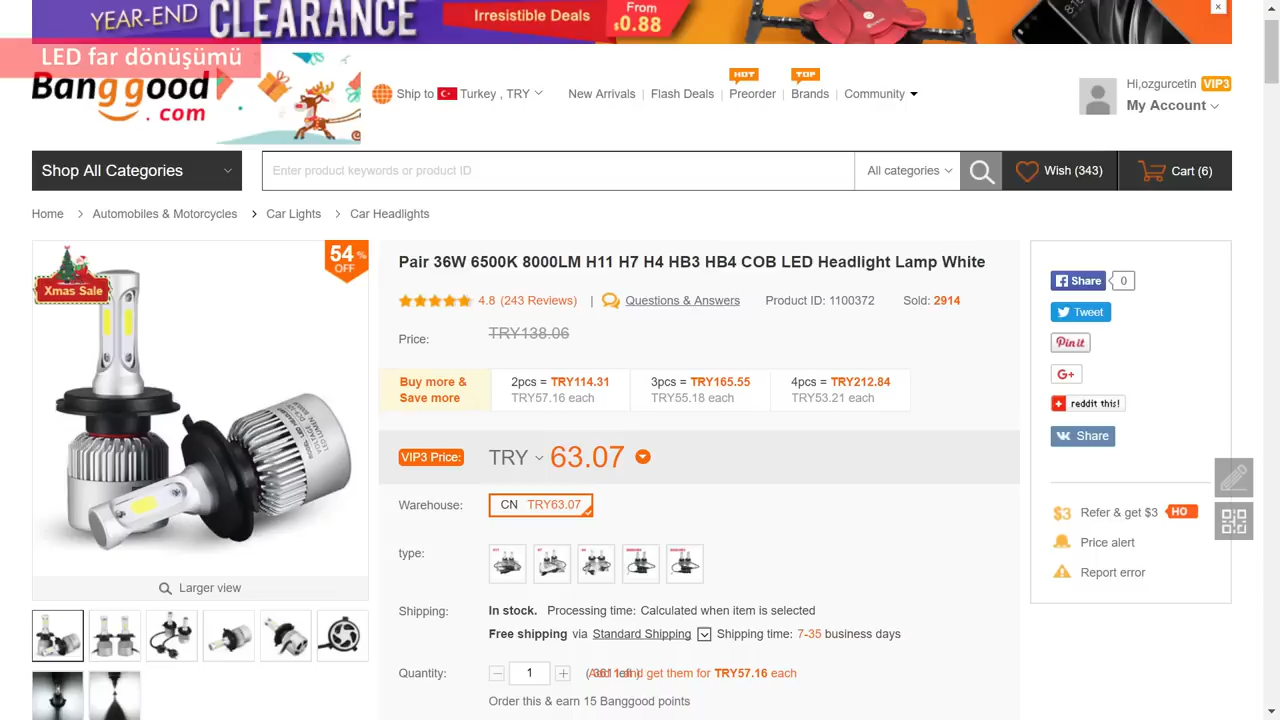 YEAR-END
CLEARANCE
Irresistible Deals
From
$0.88
LED far dönüşümü
Banggood
.com
Ship to Turkey , TRY
New Arrivals
Flash Deals
HOT
Preorder
TOP
Brands
Community
Hi,ozgurcetin VIP3
My Account
Shop All Categories
Enter product keywords or product ID
All categories
Wish (343)
Cart (6)
Home > Automobiles & Motorcycles > Car Lights > Car Headlights
Xmas Sale
54%
OFF
Pair 36W 6500K 8000LM H11 H7 H4 HB3 HB4 COB LED Headlight Lamp White
4.8 (243 Reviews) | Questions & Answers Product ID: 1100372 Sold: 2914
Price: TRY138.06
Buy more &
Save more
2pcs = TRY114.31
TRY57.16 each
3pcs = TRY165.55
TRY55.18 each
4pcs = TRY212.84
TRY53.21 each
VIP3 Price: TRY 63.07
Warehouse: CN TRY63.07
type:
Shipping: In stock. Processing time: Calculated when item is selected
Free shipping via Standard Shipping Shipping time: 7-35 business days
Quantity: 1 and get them for TRY57.16 each
Order this & earn 15 Banggood points
Larger view
Share 0
Tweet
Pin it
G+
reddit this!
Share
$3 Refer & get $3 HO
Price alert
Report error